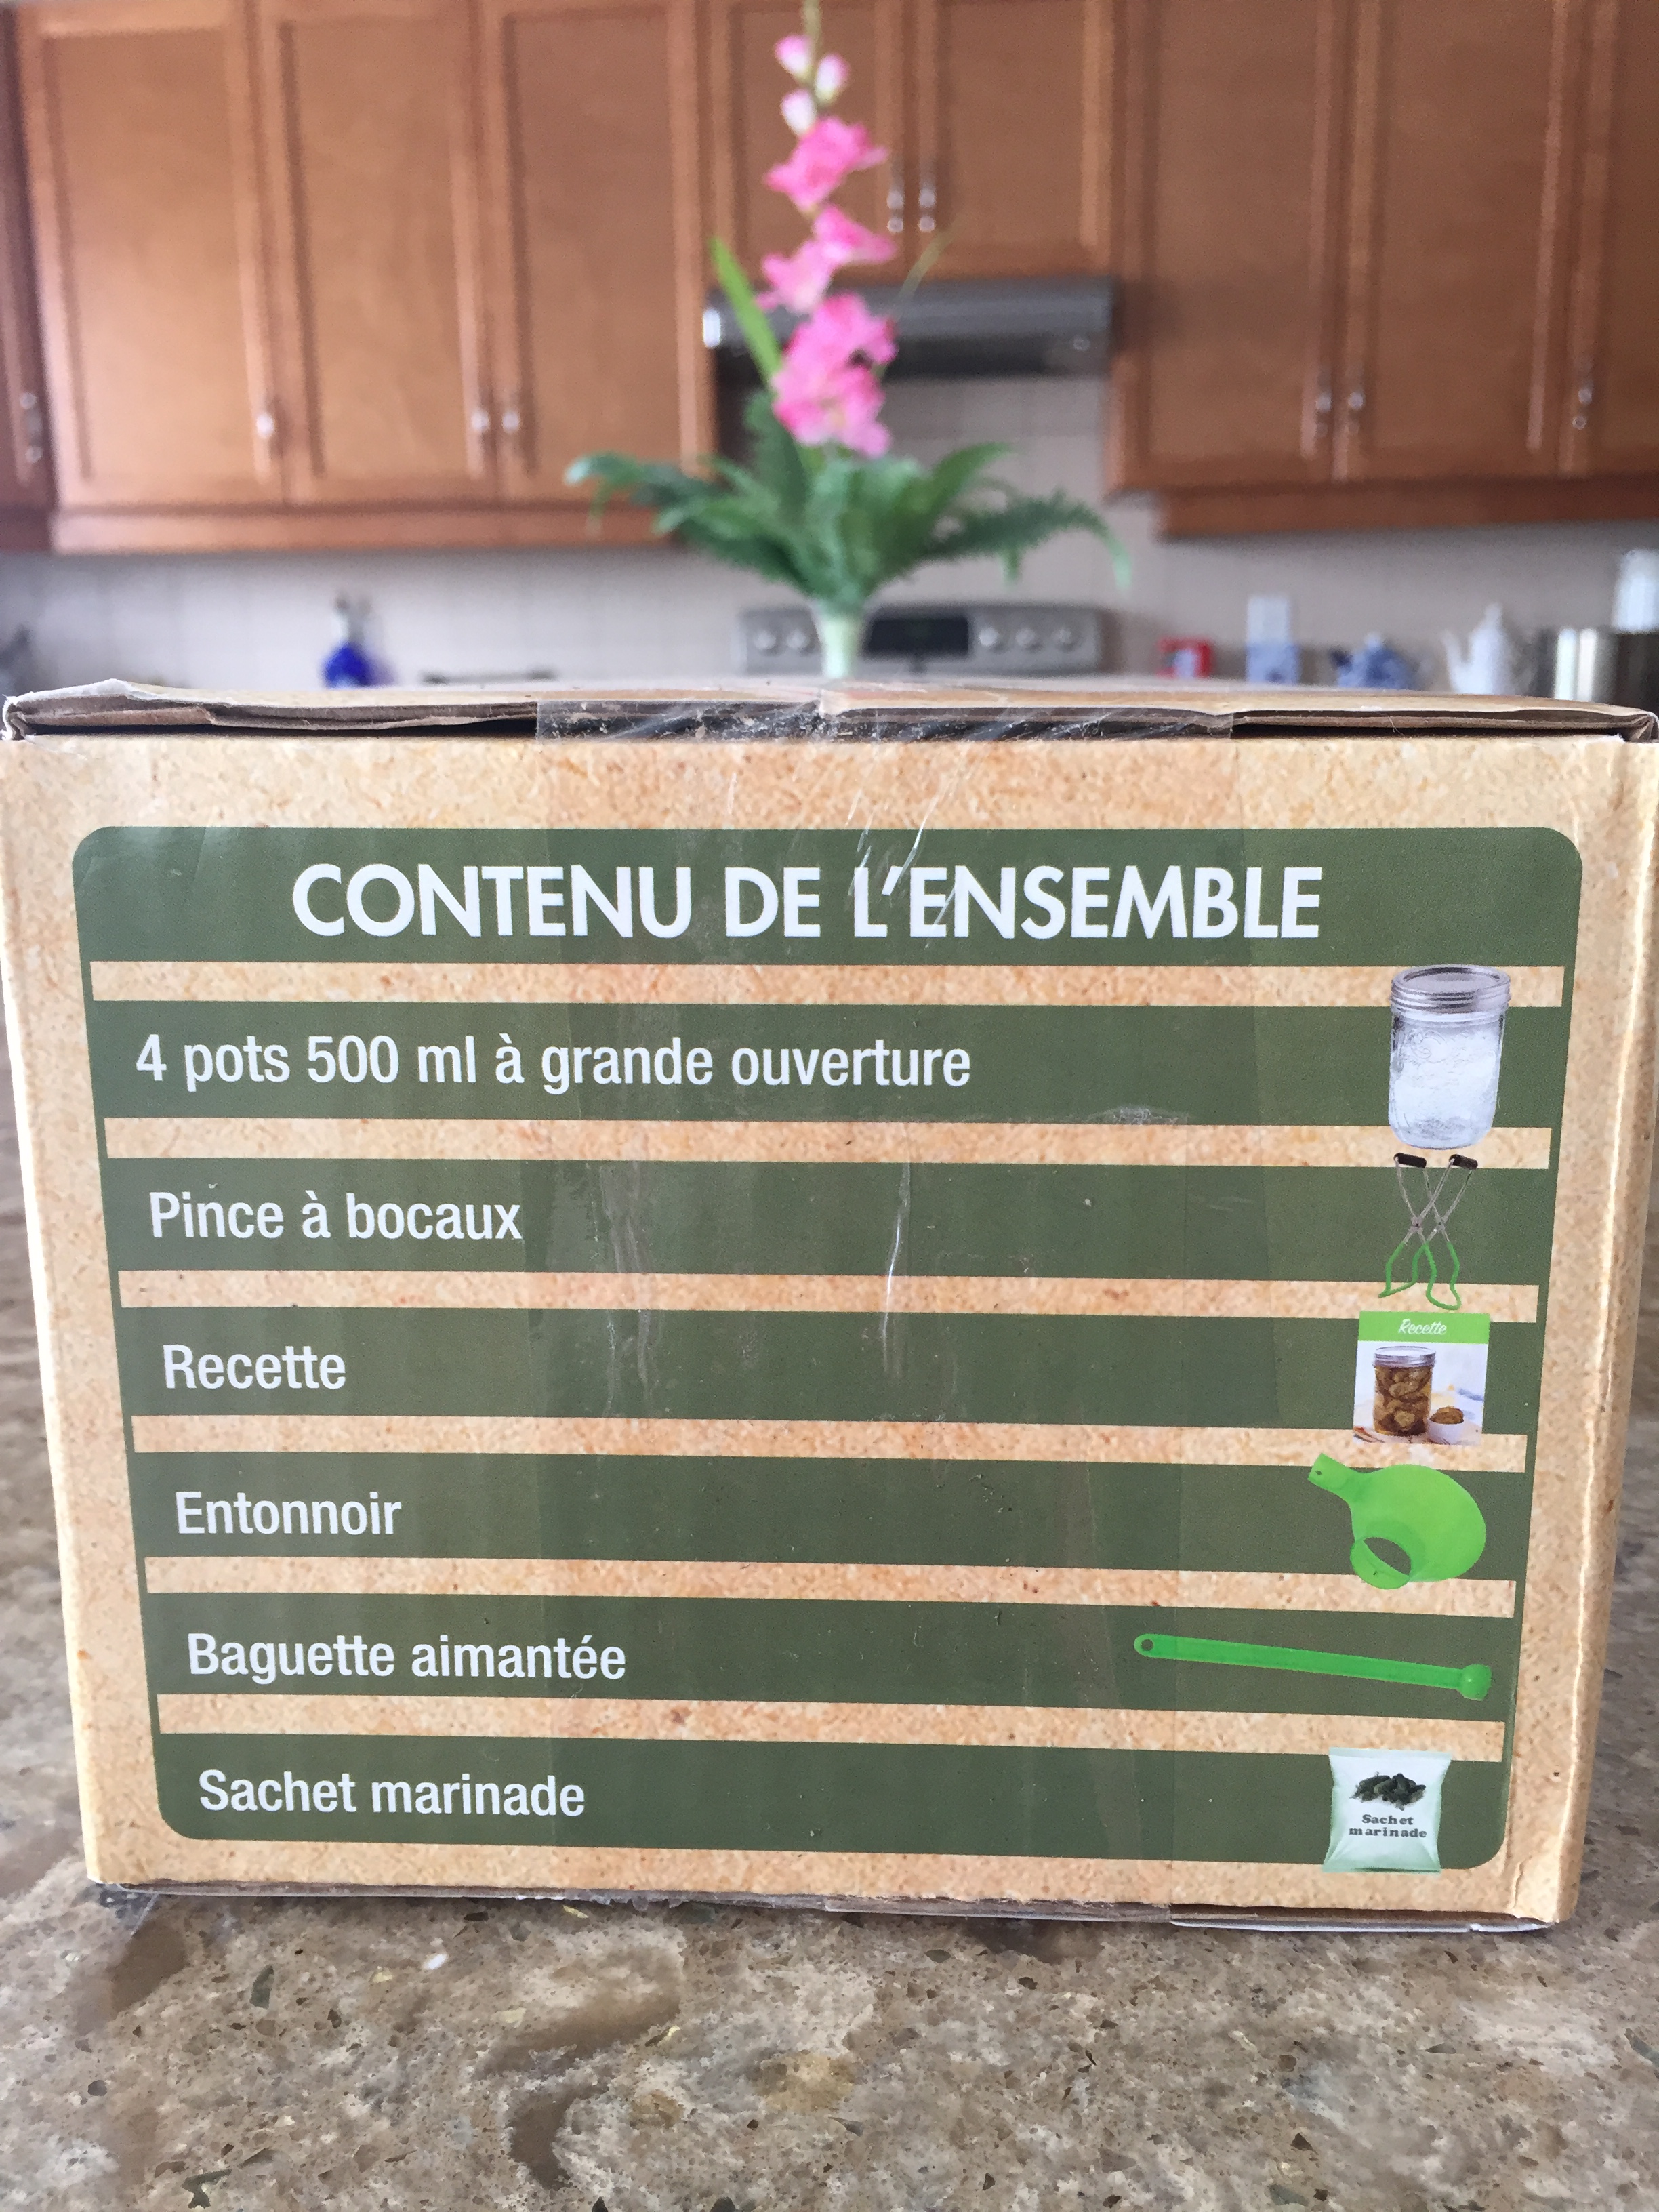 CONTENU DE L'ENSEMBLE
4 pots 500 ml à grande ouverture
Pince à bocaux
Recette
Recette
Entonnoir
Baguette aimantée
Sachet marinade
Sachet
marinade